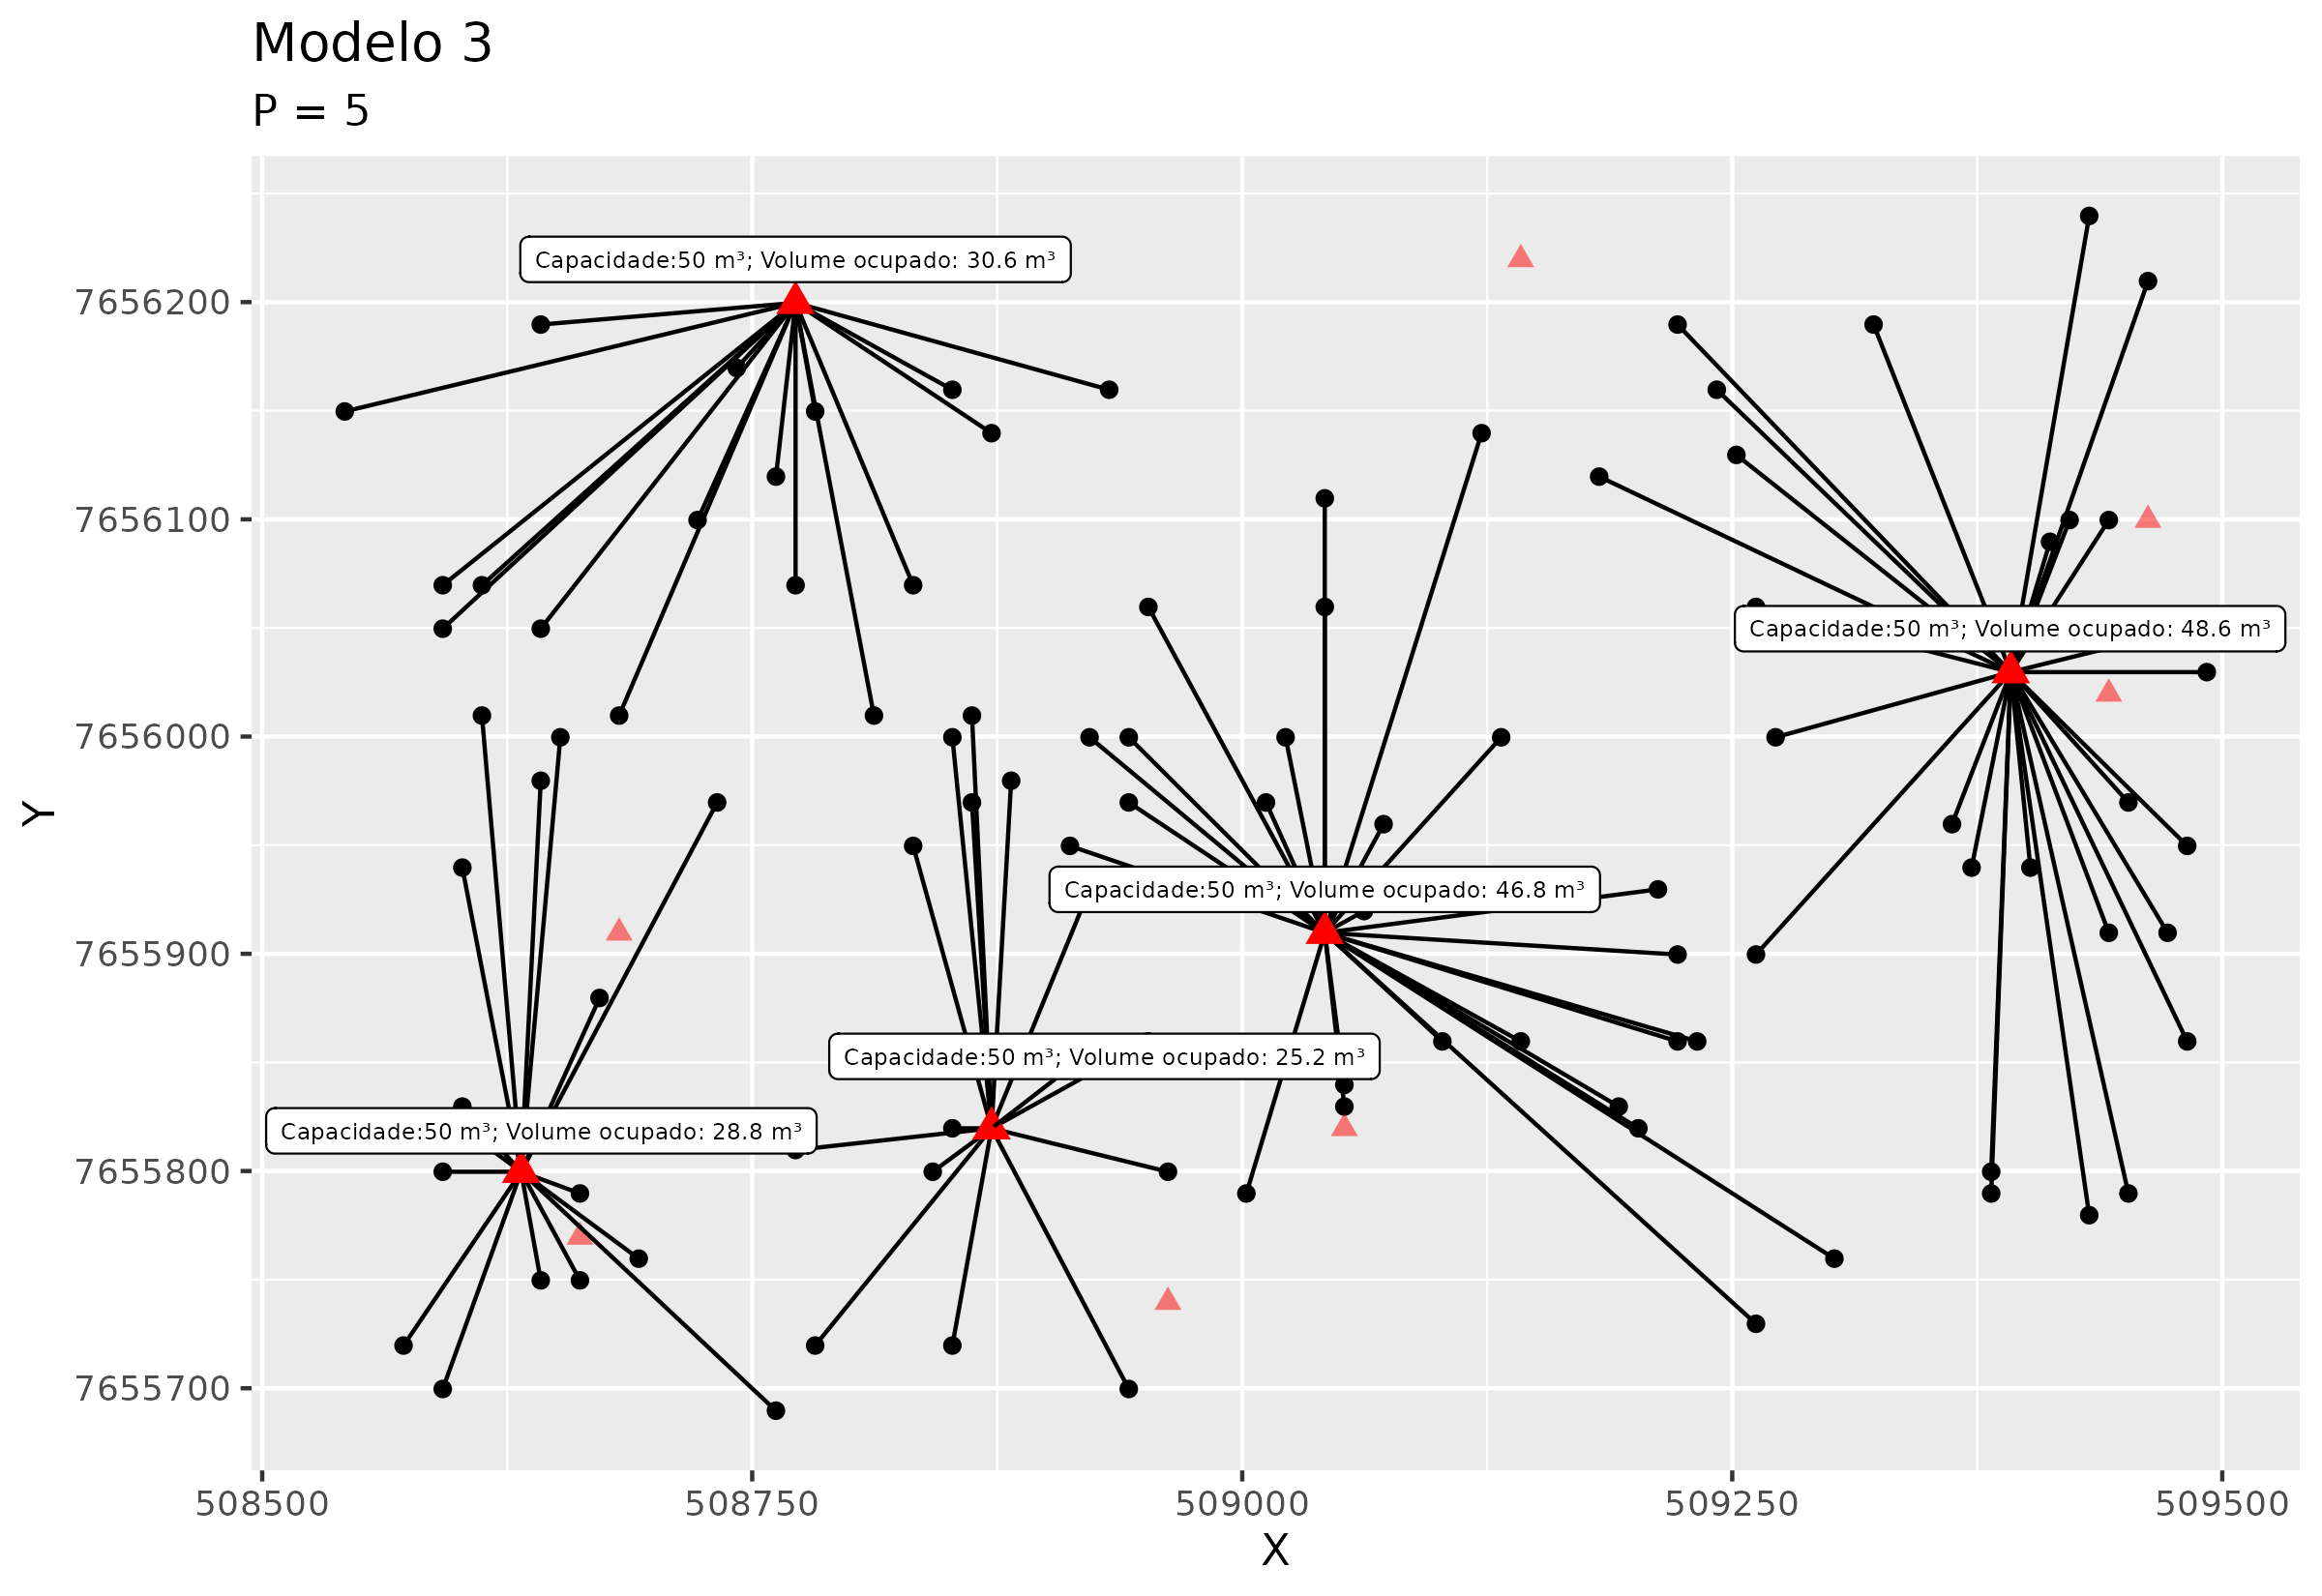 Modelo 3
P = 5
Capacidade:50 m³; Volume ocupado: 30.6 m³
7656200
7656100
Capacidade:50 m³; Volume ocupado: 48.6 m³
7656000
Y
Capacidade:50 m³; Volume ocupado: 46.8 m³
7655900
Capacidade:50 m³; Volume ocupado: 25.2 m³
Capacidade:50 m³; Volume ocupado: 28.8 m³
7655800
7655700
508500 508750 509000 509250 509500
X